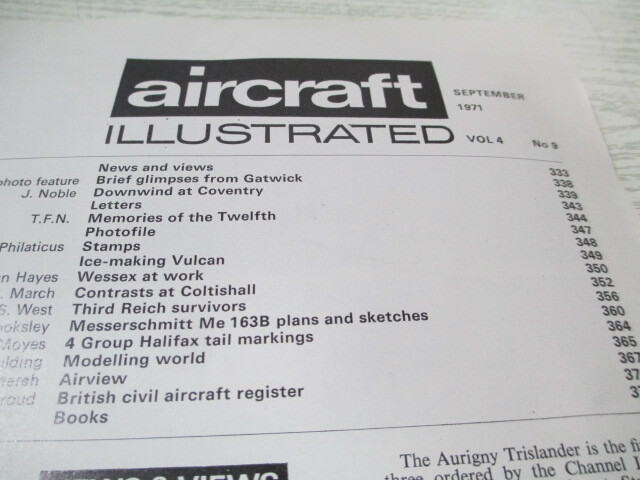 aircraft
ILLUSTRATED
SEPTEMBER
1971
VOL 4 No 9
News and views 333
photo feature Brief glimpses from Gatwick 338
J. Noble Downwind at Coventry 339
Letters 343
T.F.N. Memories of the Twelfth 344
Photofile 347
Philaticus Stamps 348
Ice-making Vulcan 349
Hayes Wessex at work 350
March Contrasts at Coltishall 352
West Third Reich survivors 356
Messerschmitt Me 163B plans and sketches 360
Moyes 4 Group Halifax tail markings 364
Modelling world 365
Airview 367
British civil aircraft register
Books
The Aurigny Trislander is the
three ordered by the Channel